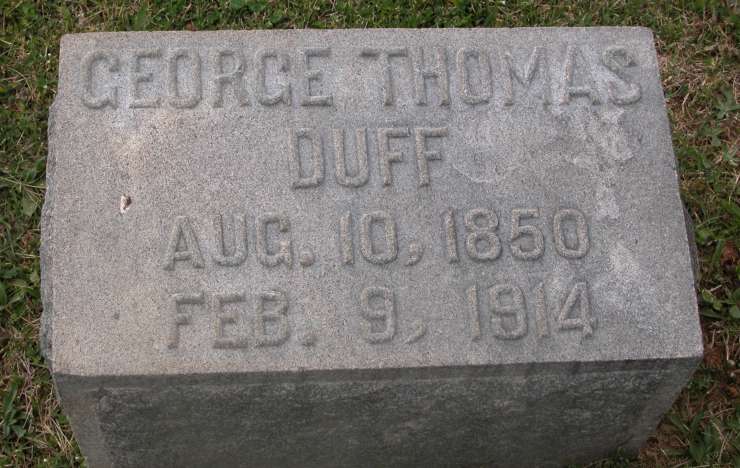 GEORGE THOMAS
DUFF
AUG. 10, 1850
FEB. 9, 1914